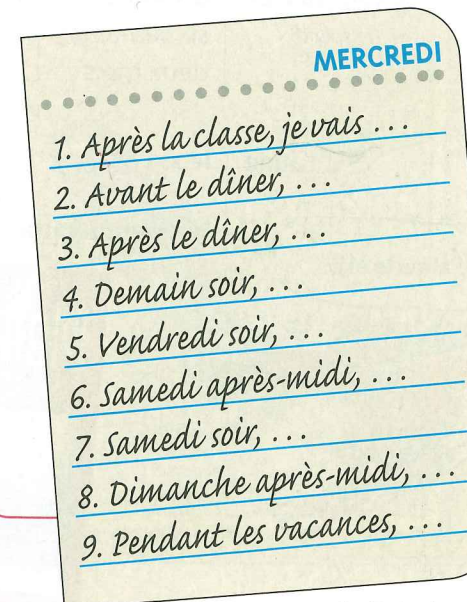 MERCREDI
1. Après la classe, je vais . . .
2. Avant le dîner, . . .
3. Après le dîner, . . .
4. Demain soir, . . .
5. Vendredi soir, . . .
6. Samedi après-midi, . . .
7. Samedi soir, . . .
8. Dimanche après-midi, . . .
9. Pendant les vacances, . . .